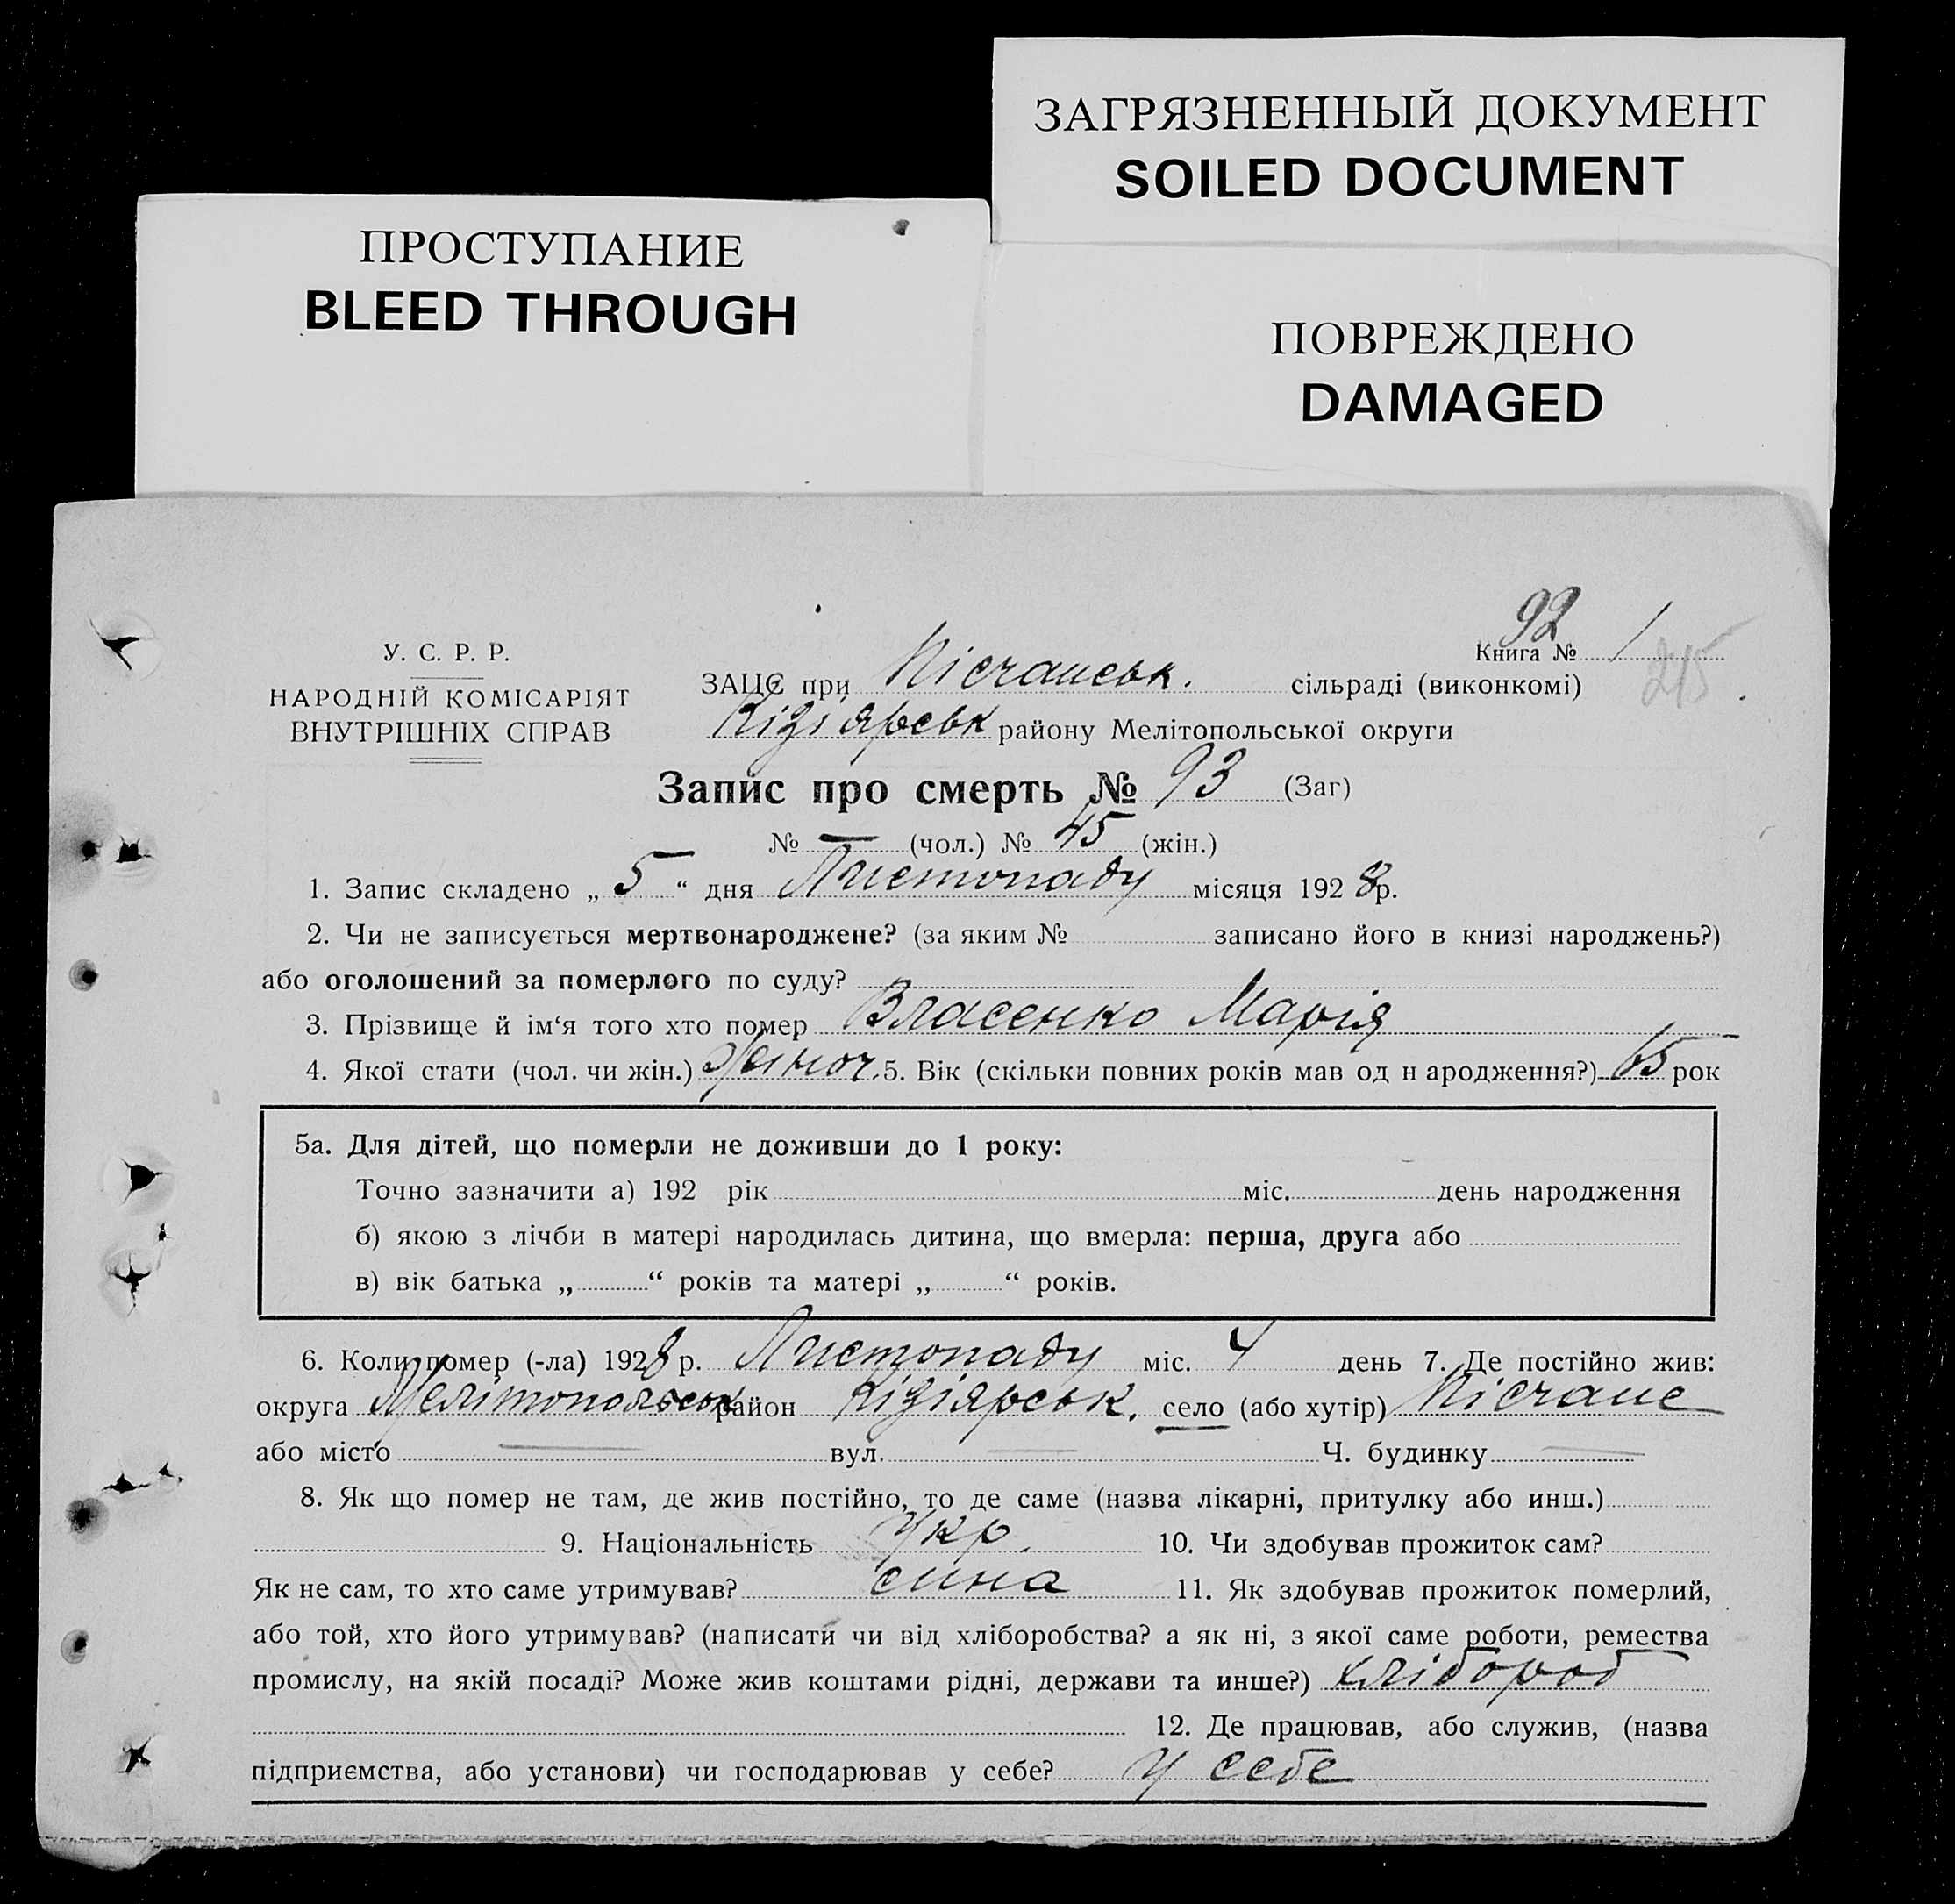 ЗАГРЯЗНЕННЫЙ ДОКУМЕНТ
SOILED DOCUMENT
ПРОСТУПАНИЕ
BLEED THROUGH
ПОВРЕЖДЕНО
DAMAGED
92
У. С. Р. Р.
НАРОДНІЙ КОМІСАРІЯТ
ВНУТРІШНІХ СПРАВ
Книга № 1
215
ЗАЦС при Пісчанськ. сільраді (виконкомі)
Кізіярськ району Мелітопольської округи
Запис про смерть № 93 (Заг)
№ — (чол.) № 45 (жін.)
1. Запис складено „ 5 “ дня Листопаду місяця 1928р.
2. Чи не записується мертвонароджене? (за яким № записано його в книзі народжень?)
або оголошений за померлого по суду?
3. Прізвище й ім‘я того хто помер Власенко Марія
4. Якої стати (чол. чи жін.) Жіноч. 5. Вік (скільки повних років мав од н ародження?) 65 рок
5а. Для дітей, що померли не доживши до 1 року:
Точно зазначити а) 192 рік міс. день народження
б) якою з лічби в матері народилась дитина, що вмерла: перша, друга або
в) вік батька „ “ років та матері „ “ років.
6. Коли помер (-ла) 1928 р. Листопаду міс. 4 день 7. Де постійно жив:
округа Мелітопольськ район Кізіярськ. село (або хутір) Пісчане
або місто — вул. — Ч. будинку —
8. Як що помер не там, де жив постійно, то де саме (назва лікарні, притулку або инш.)
9. Національність Укр. 10. Чи здобував прожиток сам?
Як не сам, то хто саме утримував? сина 11. Як здобував прожиток померлий,
або той, хто його утримував? (написати чи від хліборобства? а як ні, з якої саме роботи, ремества
промислу, на якій посаді? Може жив коштами рідні, держави та инше?) хлібороб
12. Де працював, або служив, (назва
підприємства, або установи) чи господарював у себе? у себе